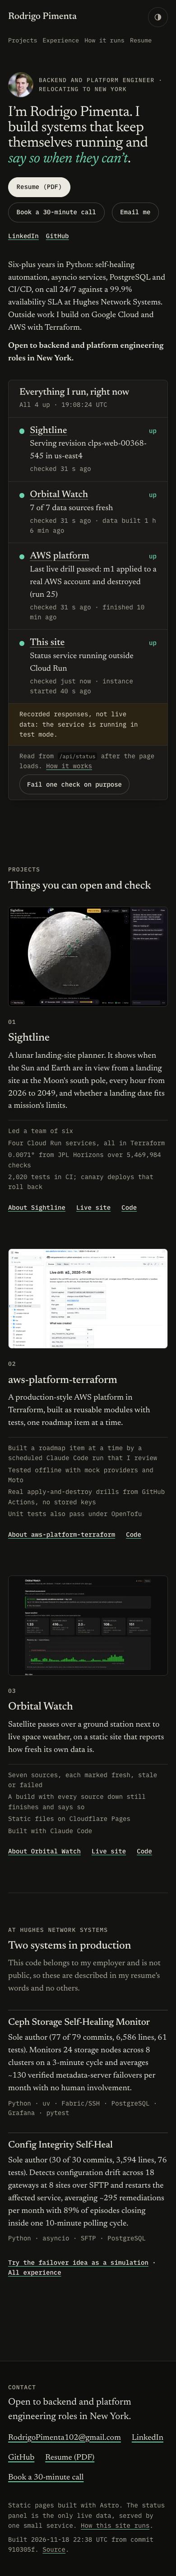 Rodrigo Pimenta
Projects Experience How it runs Resume
BACKEND AND PLATFORM ENGINEER ·
RELOCATING TO NEW YORK
I'm Rodrigo Pimenta. I
build systems that keep
themselves running and
say so when they can't.
Resume (PDF)
Book a 30-minute call Email me
LinkedIn GitHub
Six-plus years in Python: self-healing
automation, asyncio services, PostgreSQL and
CI/CD, on call 24/7 against a 99.9%
availability SLA at Hughes Network Systems.
Outside work I build on Google Cloud and
AWS with Terraform.
Open to backend and platform engineering
roles in New York.
Everything I run, right now
All 4 up · 19:08:24 UTC
Sightline up
Serving revision clps-web-00368-
545 in us-east4
checked 31 s ago
Orbital Watch up
7 of 7 data sources fresh
checked 31 s ago · data built 1 h
6 min ago
AWS platform up
Last live drill passed: m1 applied to a
real AWS account and destroyed
(run 25)
checked 31 s ago · finished 10
min ago
This site up
Status service running outside
Cloud Run
checked just now · instance
started 40 s ago
Recorded responses, not live
data: the service is running in
test mode.
Read from /api/status after the page
loads. How it works
Fail one check on purpose
PROJECTS
Things you can open and check
01
Sightline
A lunar landing-site planner. It shows when
the Sun and Earth are in view from a landing
site at the Moon's south pole, every hour from
2026 to 2049, and whether a landing date fits
a mission's limits.
Led a team of six
Four Cloud Run services, all in Terraform
0.0071° from JPL Horizons over 5,469,984
checks
2,020 tests in CI; canary deploys that
roll back
About Sightline Live site Code
02
aws-platform-terraform
A production-style AWS platform in
Terraform, built as reusable modules with
tests, one roadmap item at a time.
Built a roadmap item at a time by a
scheduled Claude Code run that I review
Tested offline with mock providers and
Moto
Real apply-and-destroy drills from GitHub
Actions, no stored keys
Unit tests also pass under OpenTofu
About aws-platform-terraform Code
03
Orbital Watch
Satellite passes over a ground station next to
live space weather, on a static site that reports
how fresh its own data is.
Seven sources, each marked fresh, stale
or failed
A build with every source down still
finishes and says so
Static files on Cloudflare Pages
Built with Claude Code
About Orbital Watch Live site Code
AT HUGHES NETWORK SYSTEMS
Two systems in production
This code belongs to my employer and is not
public, so these are described in my resume's
words and no others.
Ceph Storage Self-Healing Monitor
Sole author (77 of 79 commits, 6,586 lines, 61
tests). Monitors 24 storage nodes across 8
clusters on a 3-minute cycle and averages
~130 verified metadata-server failovers per
month with no human involvement.
Python · uv · Fabric/SSH · PostgreSQL ·
Grafana · pytest
Config Integrity Self-Heal
Sole author (30 of 30 commits, 3,594 lines, 76
tests). Detects configuration drift across 18
gateways at 8 sites over SFTP and restarts the
affected service, averaging ~295 remediations
per month with 89% of episodes closing
inside one 10-minute polling cycle.
Python · asyncio · SFTP · PostgreSQL
Try the failover idea as a simulation ·
All experience
CONTACT
Open to backend and platform
engineering roles in New York.
RodrigoPimenta102@gmail.com LinkedIn
GitHub Resume (PDF)
Book a 30-minute call
Static pages built with Astro. The status
panel is the only live data, served by
one small service. How this site runs.
Built 2026-11-18 22:38 UTC from commit
910305f. Source.